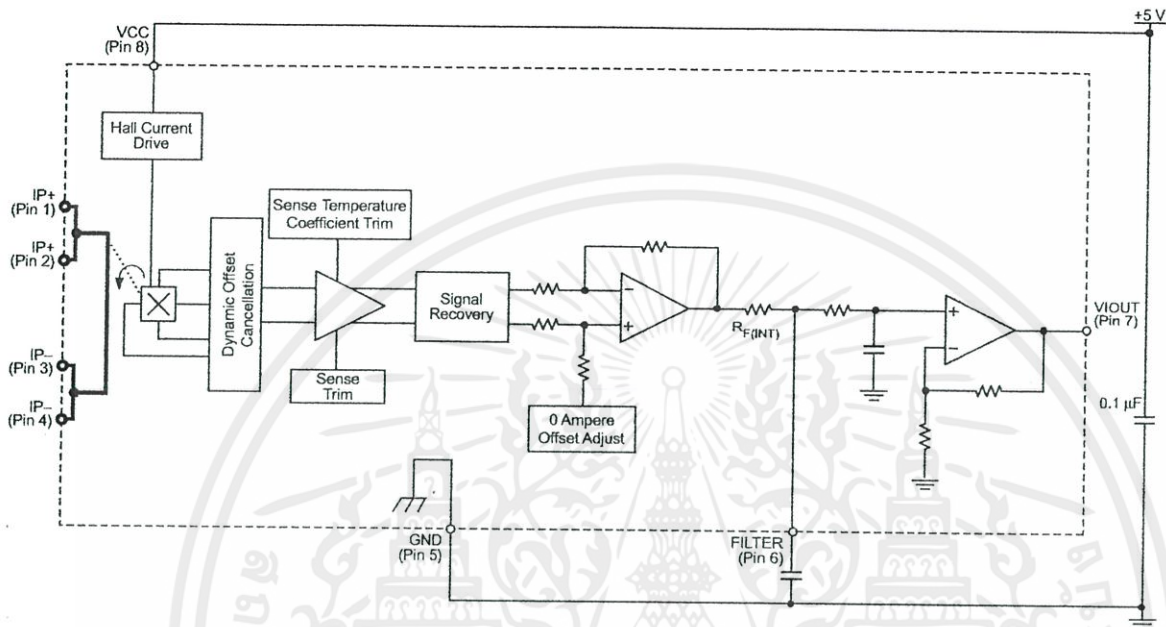 +5 V
VCC
(Pin 8)
Hall Current
Drive
IP+
(Pin 1)
IP+
(Pin 2)
IP−
(Pin 3)
IP−
(Pin 4)
Dynamic Offset
Cancellation
Sense Temperature
Coefficient Trim
Sense
Trim
Signal
Recovery
0 Ampere
Offset Adjust
RF(INT)
VIOUT
(Pin 7)
0.1 µF
GND
(Pin 5)
FILTER
(Pin 6)